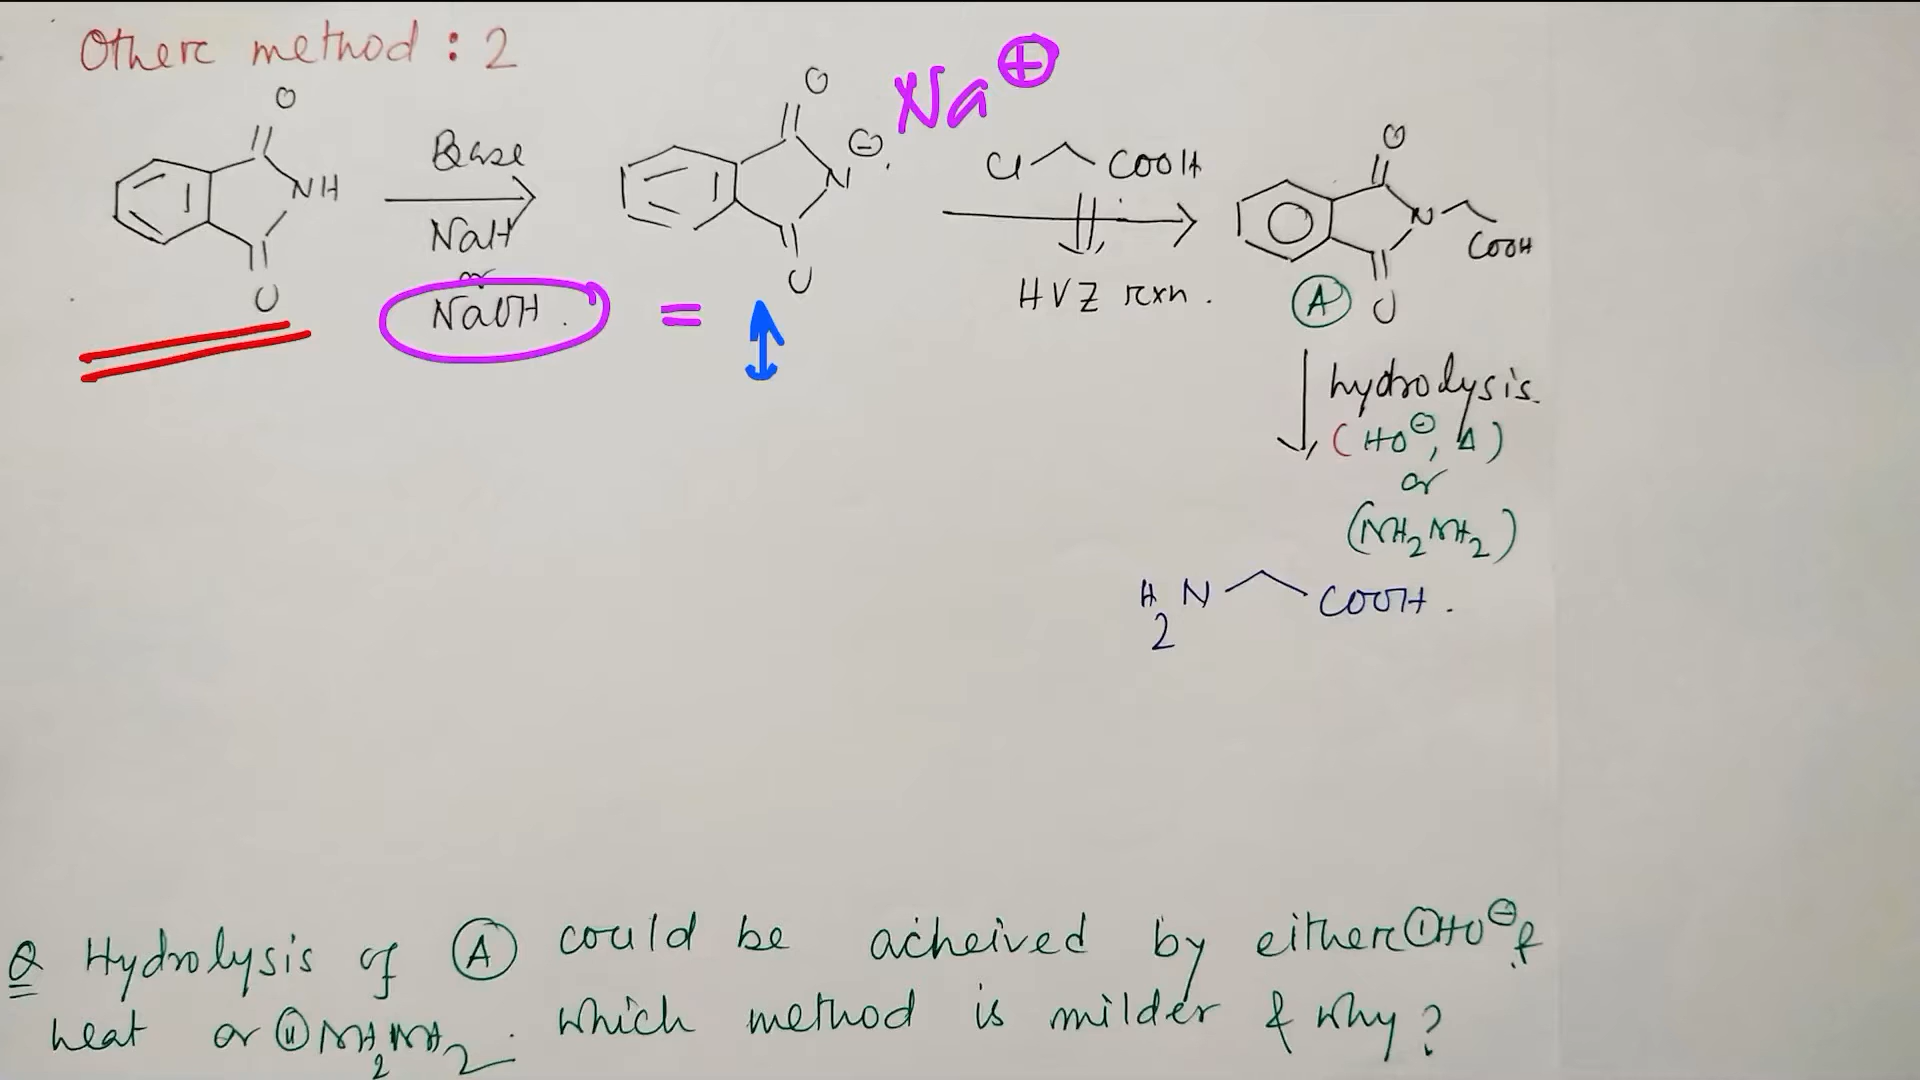 Other method : 2
O
NH
O
Base
NaH
or
NaOH.
=
O
N ⊖
O
Na⊕
Cl COOH
HVZ rxn.
O
N
COOH
O
A
hydrolysis.
(HO⊖, Δ)
or
(NH2NH2)
H2N COOH.
Q Hydrolysis of A could be acheived by either ① HO⊖ &
heat or ② NH2NH2. which method is milder & why?